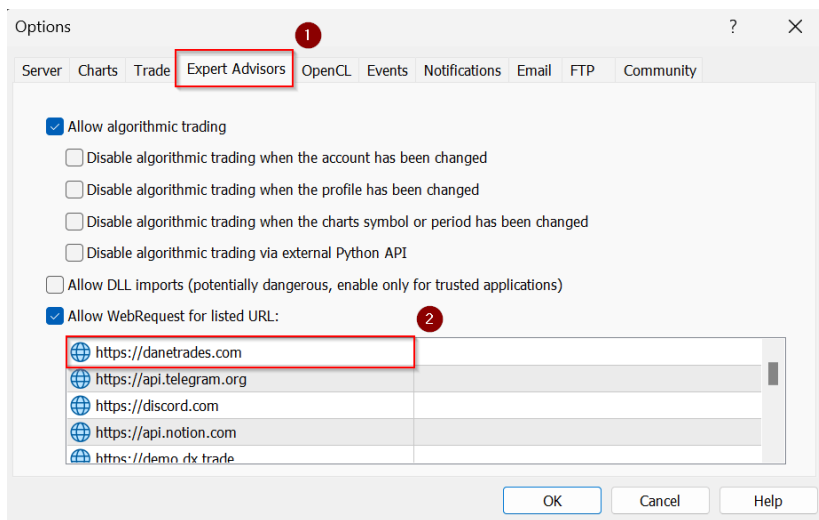 Options ?
1
Server Charts Trade Expert Advisors OpenCL Events Notifications Email FTP Community
Allow algorithmic trading
Disable algorithmic trading when the account has been changed
Disable algorithmic trading when the profile has been changed
Disable algorithmic trading when the charts symbol or period has been changed
Disable algorithmic trading via external Python API
Allow DLL imports (potentially dangerous, enable only for trusted applications)
Allow WebRequest for listed URL:
2
https://danetrades.com
https://api.telegram.org
https://discord.com
https://api.notion.com
https://demo.dx.trade
OK Cancel Help